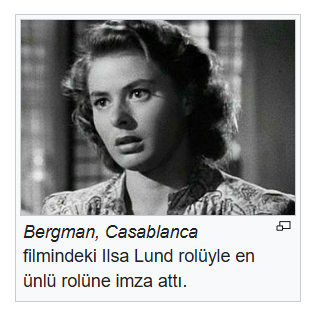 Bergman, Casablanca
filmindeki Ilsa Lund rolüyle en
ünlü rolüne imza attı.